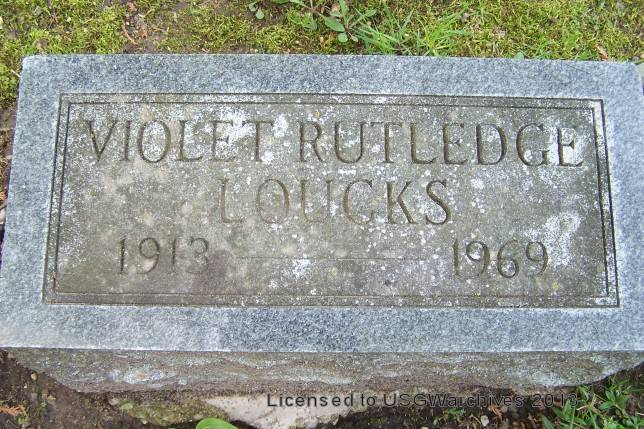 VIOLET RUTLEDGE
LOUCKS
1913 1969
Licensed to USGWarchives 2013